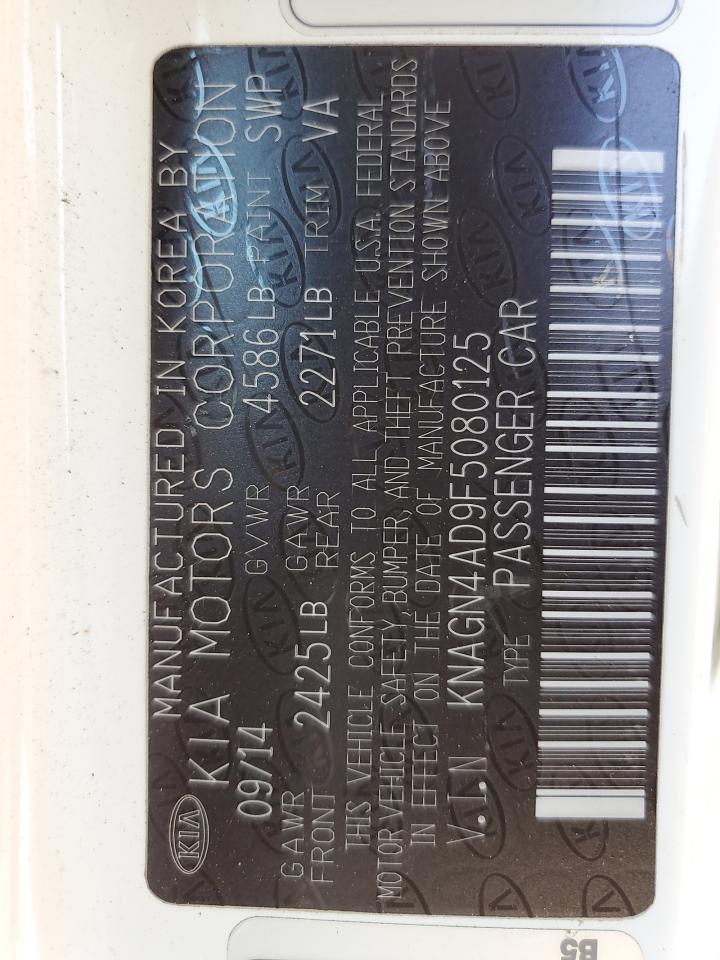 MANUFACTURED IN KOREA BY
KIA KIA MOTORS CORPORATION
09/14 GVWR 4586LB PAINT SWP
GAWR FRONT 2425LB GAWR REAR 2271LB TRIM VA
THIS VEHICLE CONFORMS TO ALL APPLICABLE U.S.A. FEDERAL
MOTOR VEHICLE SAFETY, BUMPER, AND THEFT PREVENTION STANDARDS
IN EFFECT ON THE DATE OF MANUFACTURE SHOWN ABOVE
V.I.N KNAGN4AD9F5080125
TYPE PASSENGER CAR
B5